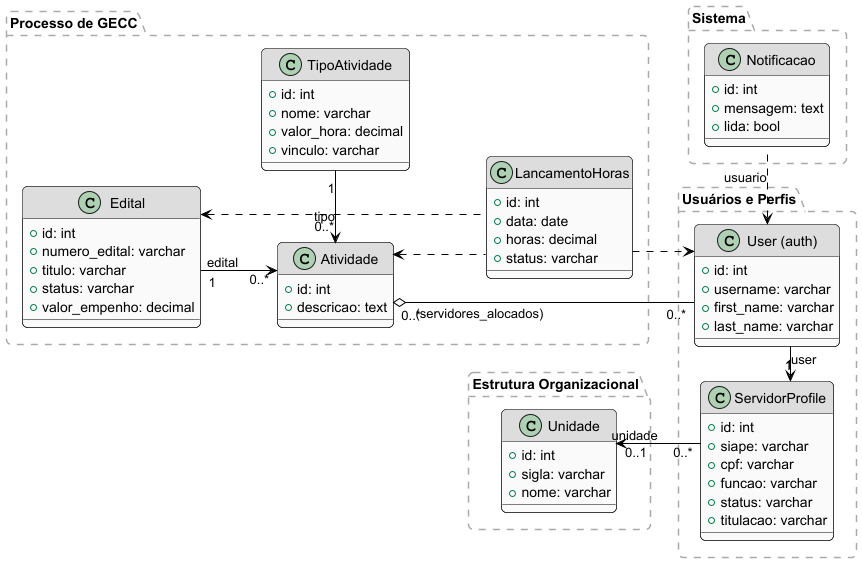 Processo de GECC
Sistema
C TipoAtividade
id: int
nome: varchar
valor_hora: decimal
vinculo: varchar
C Notificacao
id: int
mensagem: text
lida: bool
usuario
1
tipo
0..*
C LancamentoHoras
id: int
data: date
horas: decimal
status: varchar
C Edital
id: int
numero_edital: varchar
titulo: varchar
status: varchar
valor_empenho: decimal
edital
1
0..*
C Atividade
id: int
descricao: text
0..*
(servidores_alocados)
0..*
Usuários e Perfis
C User (auth)
id: int
username: varchar
first_name: varchar
last_name: varchar
user
Estrutura Organizacional
C Unidade
id: int
sigla: varchar
nome: varchar
unidade
0..1
0..*
C ServidorProfile
id: int
siape: varchar
cpf: varchar
funcao: varchar
status: varchar
titulacao: varchar